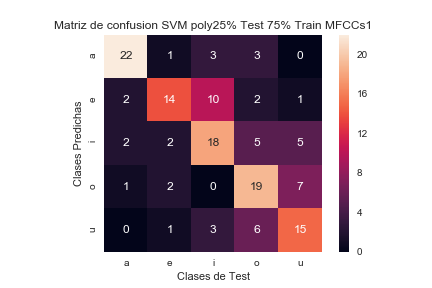 Matriz de confusion SVM poly25% Test 75% Train MFCCs1
Clases Predichas
a 22 1 3 3 0
e 2 14 10 2 1
i 2 2 18 5 5
o 1 2 0 19 7
u 0 1 3 6 15
a e i o u
Clases de Test
20
16
12
8
4
0